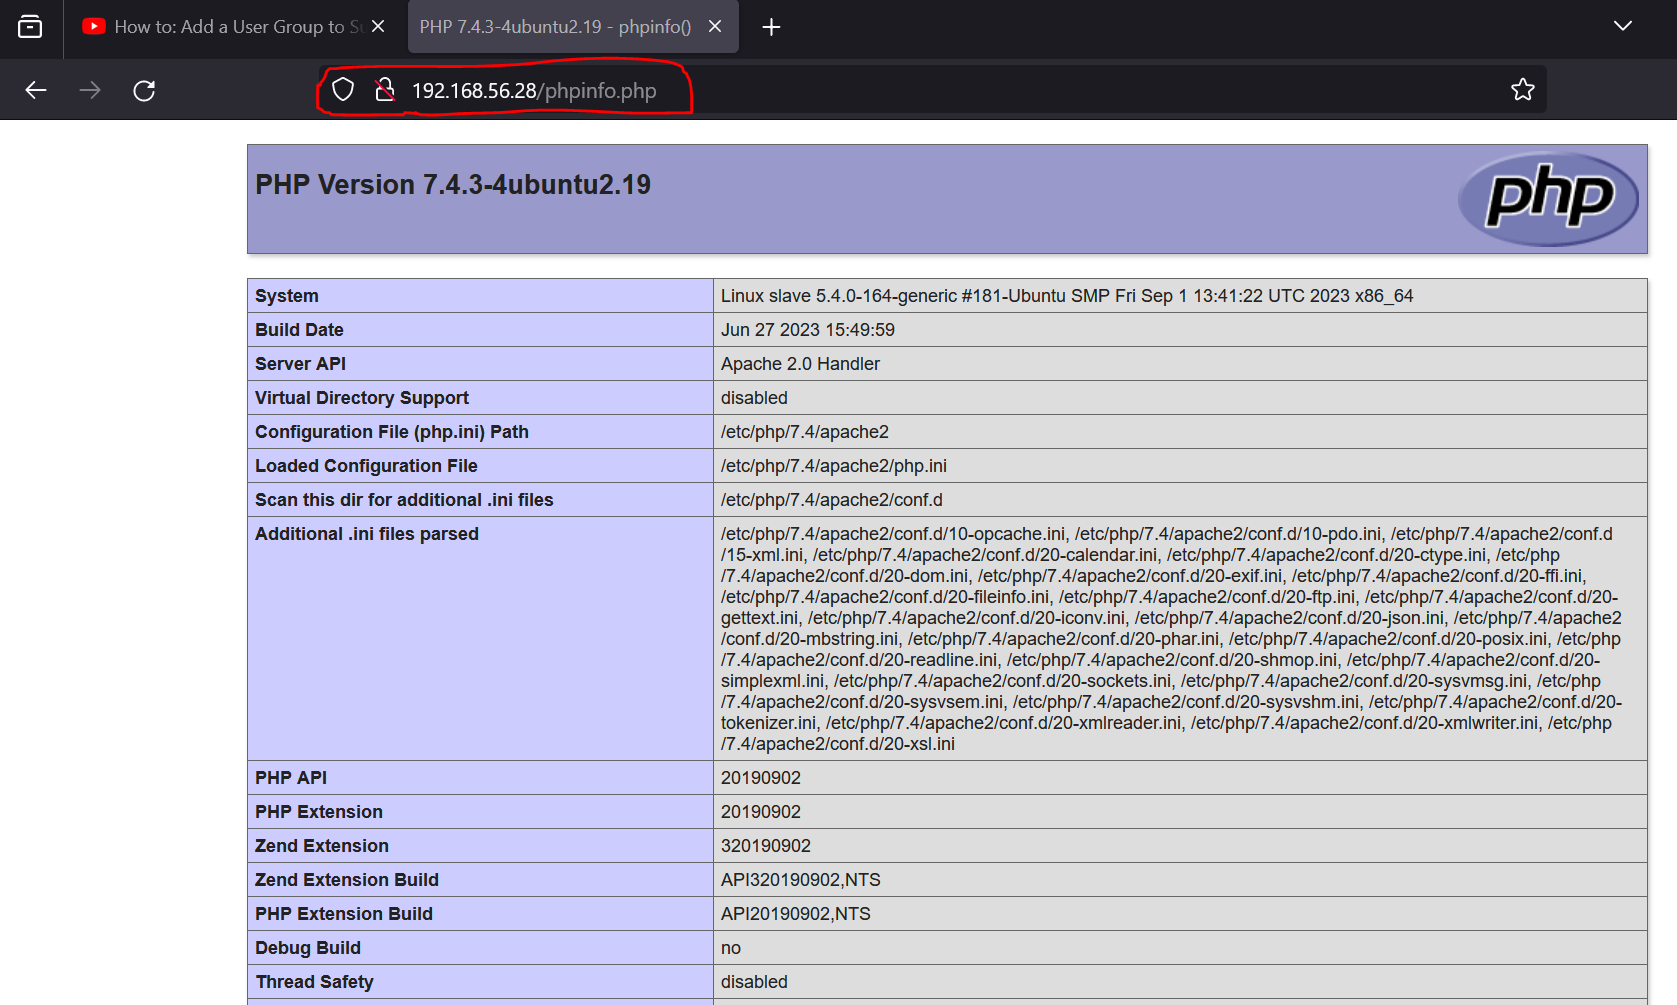 How to: Add a User Group to Su
PHP 7.4.3-4ubuntu2.19 - phpinfo()
192.168.56.28/phpinfo.php
PHP Version 7.4.3-4ubuntu2.19
php
System Linux slave 5.4.0-164-generic #181-Ubuntu SMP Fri Sep 1 13:41:22 UTC 2023 x86_64
Build Date Jun 27 2023 15:49:59
Server API Apache 2.0 Handler
Virtual Directory Support disabled
Configuration File (php.ini) Path /etc/php/7.4/apache2
Loaded Configuration File /etc/php/7.4/apache2/php.ini
Scan this dir for additional .ini files /etc/php/7.4/apache2/conf.d
Additional .ini files parsed /etc/php/7.4/apache2/conf.d/10-opcache.ini, /etc/php/7.4/apache2/conf.d/10-pdo.ini, /etc/php/7.4/apache2/conf.d
/15-xml.ini, /etc/php/7.4/apache2/conf.d/20-calendar.ini, /etc/php/7.4/apache2/conf.d/20-ctype.ini, /etc/php
/7.4/apache2/conf.d/20-dom.ini, /etc/php/7.4/apache2/conf.d/20-exif.ini, /etc/php/7.4/apache2/conf.d/20-ffi.ini,
/etc/php/7.4/apache2/conf.d/20-fileinfo.ini, /etc/php/7.4/apache2/conf.d/20-ftp.ini, /etc/php/7.4/apache2/conf.d/20-
gettext.ini, /etc/php/7.4/apache2/conf.d/20-iconv.ini, /etc/php/7.4/apache2/conf.d/20-json.ini, /etc/php/7.4/apache2
/conf.d/20-mbstring.ini, /etc/php/7.4/apache2/conf.d/20-phar.ini, /etc/php/7.4/apache2/conf.d/20-posix.ini, /etc/php
/7.4/apache2/conf.d/20-readline.ini, /etc/php/7.4/apache2/conf.d/20-shmop.ini, /etc/php/7.4/apache2/conf.d/20-
simplexml.ini, /etc/php/7.4/apache2/conf.d/20-sockets.ini, /etc/php/7.4/apache2/conf.d/20-sysvmsg.ini, /etc/php
/7.4/apache2/conf.d/20-sysvsem.ini, /etc/php/7.4/apache2/conf.d/20-sysvshm.ini, /etc/php/7.4/apache2/conf.d/20-
tokenizer.ini, /etc/php/7.4/apache2/conf.d/20-xmlreader.ini, /etc/php/7.4/apache2/conf.d/20-xmlwriter.ini, /etc/php
/7.4/apache2/conf.d/20-xsl.ini
PHP API 20190902
PHP Extension 20190902
Zend Extension 320190902
Zend Extension Build API320190902,NTS
PHP Extension Build API20190902,NTS
Debug Build no
Thread Safety disabled